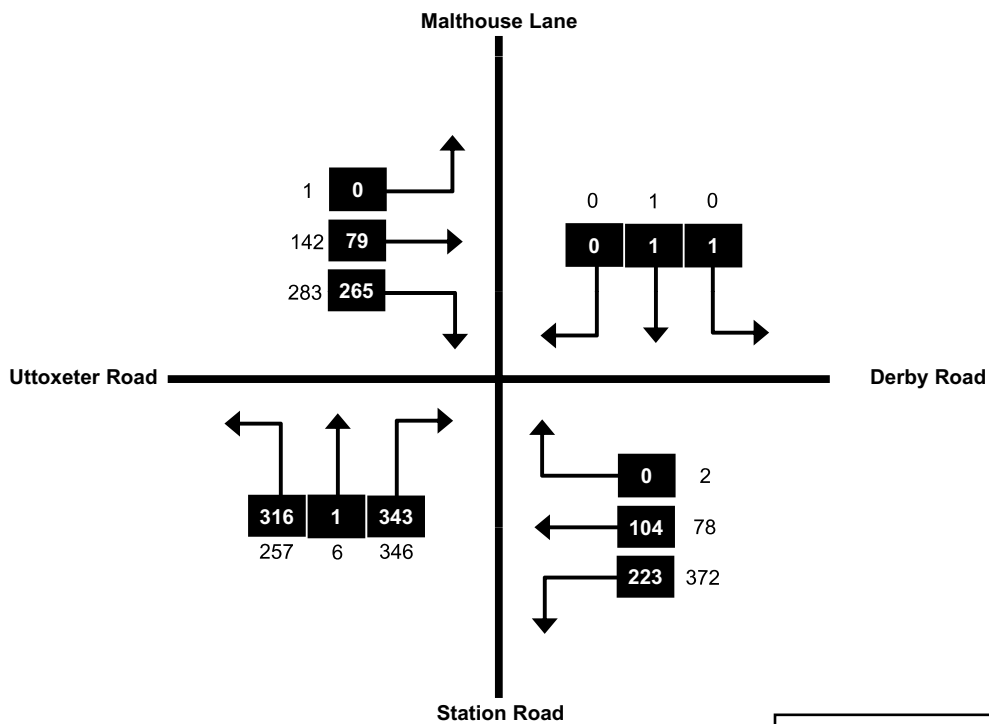 Malthouse Lane
1 0
0 1 0
142 79
0 1 1
283 265
Uttoxeter Road
Derby Road
0 2
316 1 343
104 78
257 6 346
223 372
Station Road